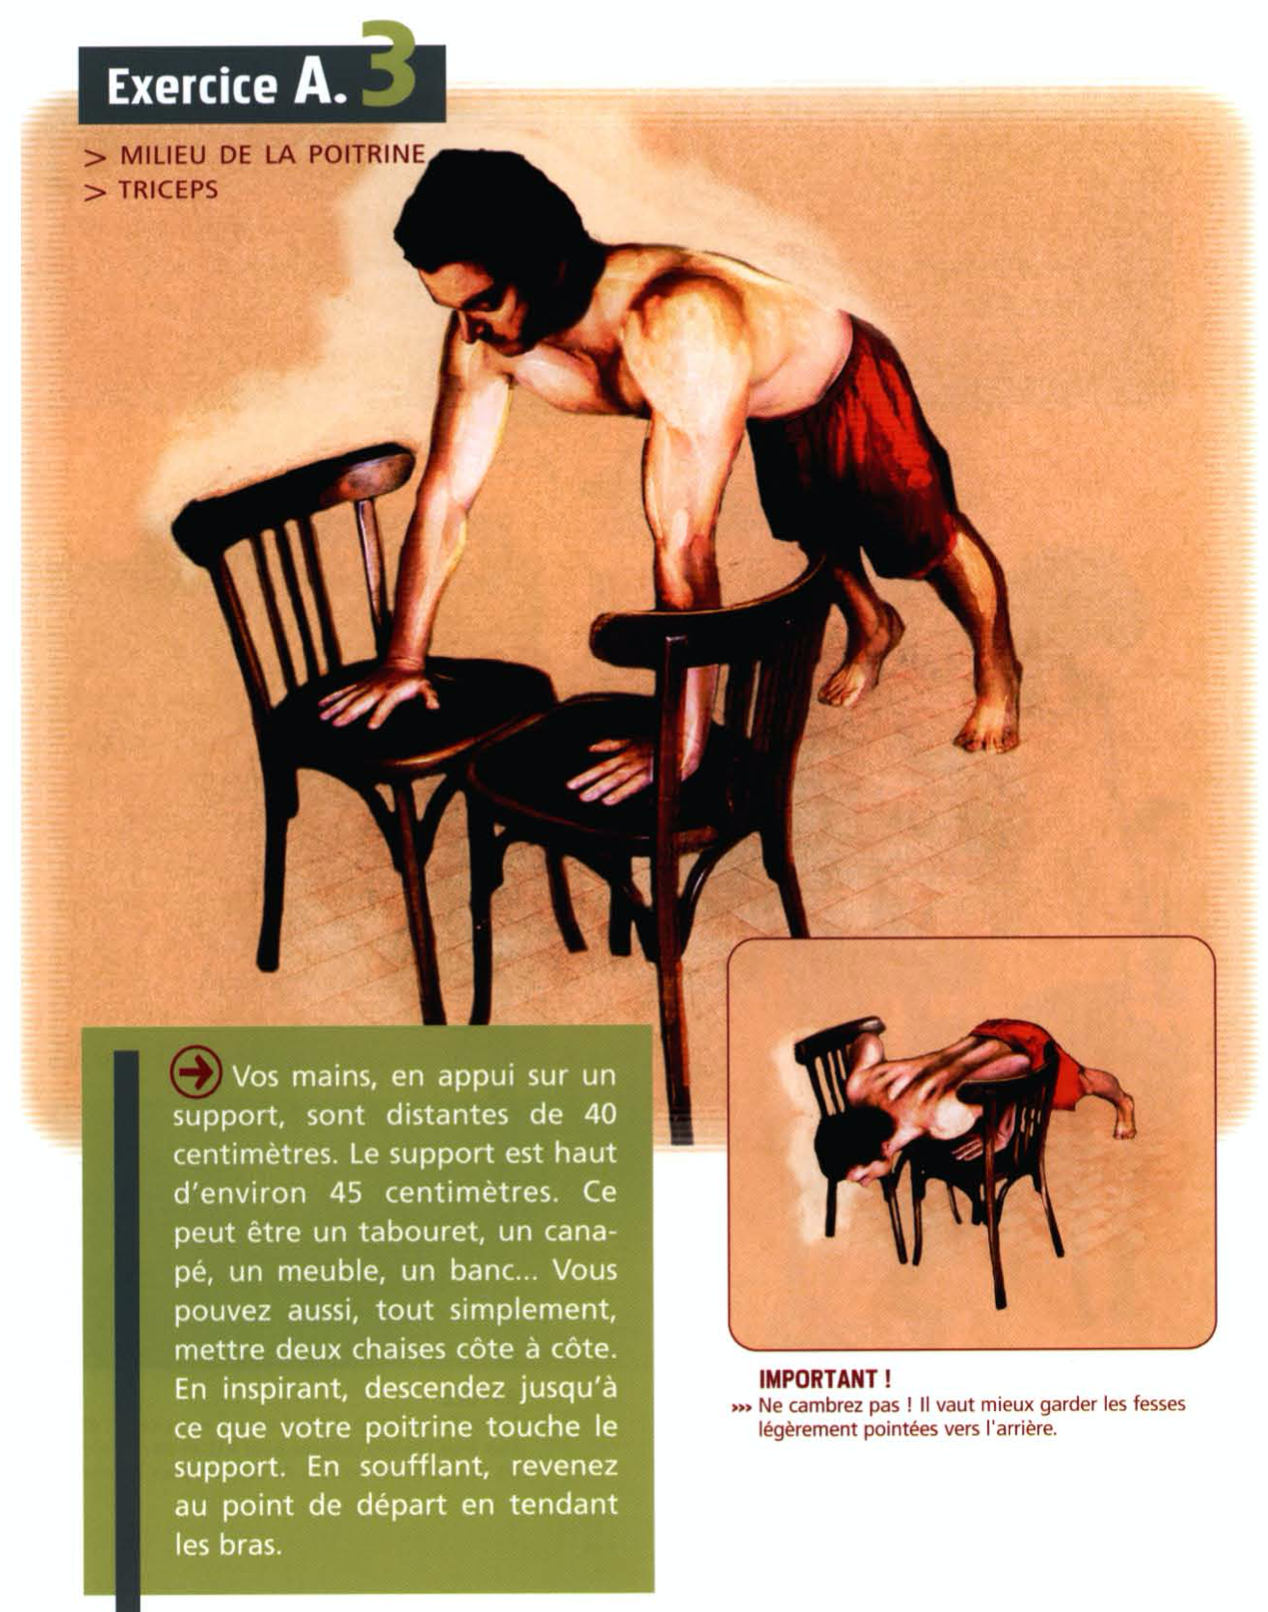 Exercice A. 3
> MILIEU DE LA POITRINE
> TRICEPS
Vos mains, en appui sur un
support, sont distantes de 40
centimètres. Le support est haut
d'environ 45 centimètres. Ce
peut être un tabouret, un cana-
pé, un meuble, un banc... Vous
pouvez aussi, tout simplement,
mettre deux chaises côte à côte.
En inspirant, descendez jusqu'à
ce que votre poitrine touche le
support. En soufflant, revenez
au point de départ en tendant
les bras.
IMPORTANT !
»» Ne cambrez pas ! Il vaut mieux garder les fesses
légèrement pointées vers l'arrière.